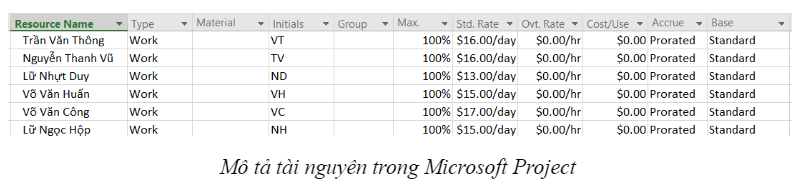 Resource Name Type Material Initials Group Max. Std. Rate Ovt. Rate Cost/Use Accrue Base
Trần Văn Thông Work VT 100% $16.00/day $0.00/hr $0.00 Prorated Standard
Nguyễn Thanh Vũ Work TV 100% $16.00/day $0.00/hr $0.00 Prorated Standard
Lữ Nhựt Duy Work ND 100% $13.00/day $0.00/hr $0.00 Prorated Standard
Võ Văn Huấn Work VH 100% $15.00/day $0.00/hr $0.00 Prorated Standard
Võ Văn Công Work VC 100% $17.00/day $0.00/hr $0.00 Prorated Standard
Lữ Ngọc Hộp Work NH 100% $15.00/day $0.00/hr $0.00 Prorated Standard
Mô tả tài nguyên trong Microsoft Project